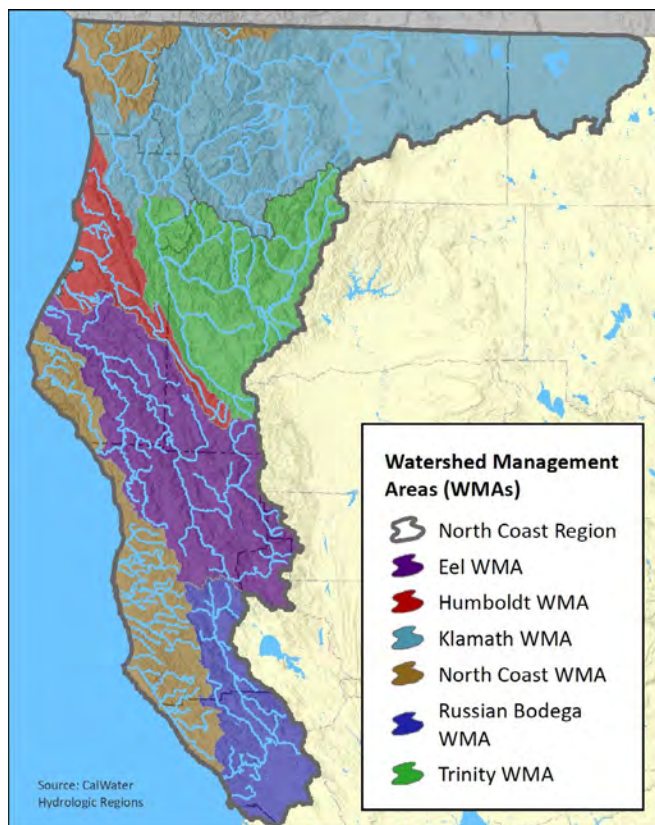 Watershed Management
Areas (WMAs)
North Coast Region
Eel WMA
Humboldt WMA
Klamath WMA
North Coast WMA
Russian Bodega
WMA
Trinity WMA
Source: CalWater
Hydrologic Regions